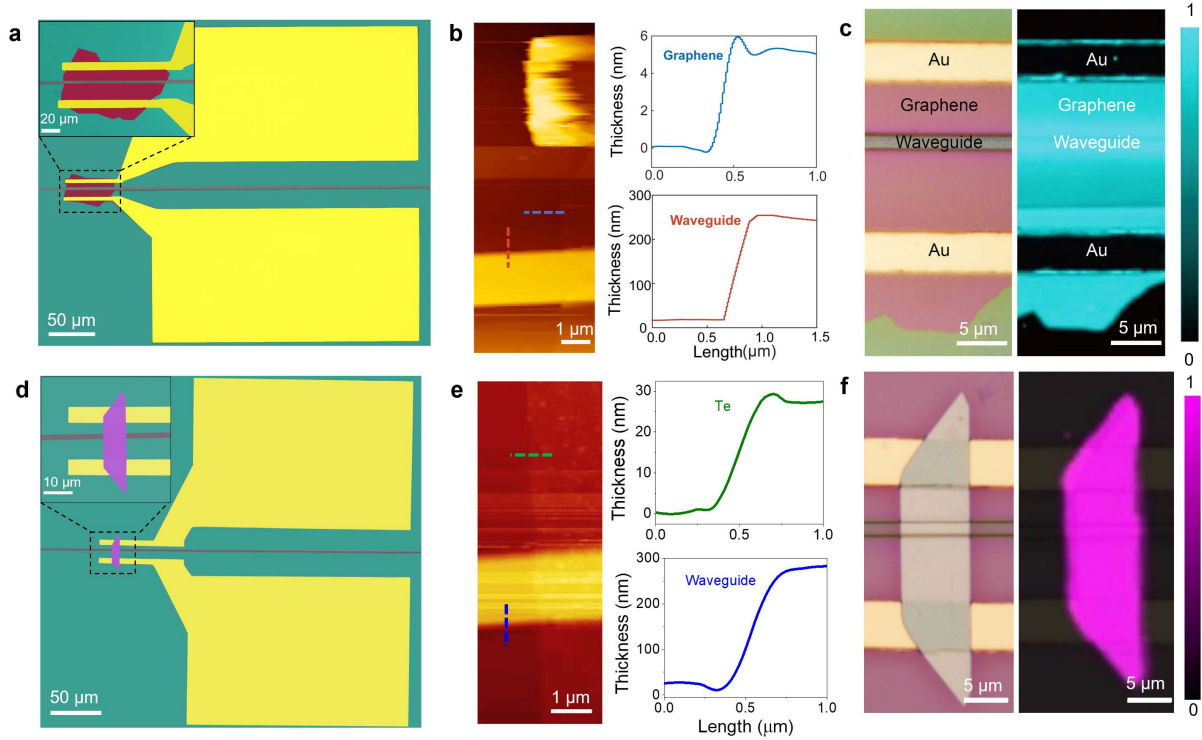 a
20 μm
50 μm
b
1 μm
Thickness (nm)
6
4
2
0
Graphene
0.0
0.5
1.0
Thickness (nm)
300
200
100
0
Waveguide
0.0
0.5
1.0
1.5
Length(μm)
c
Au
Graphene
Waveguide
Au
5 μm
Au
Graphene
Waveguide
Au
5 μm
1
0
d
10 μm
50 μm
e
1 μm
Thickness (nm)
30
20
10
0
Te
0.0
0.5
1.0
Thickness (nm)
300
200
100
0
Waveguide
0.0
0.5
1.0
Length (μm)
f
5 μm
5 μm
1
0